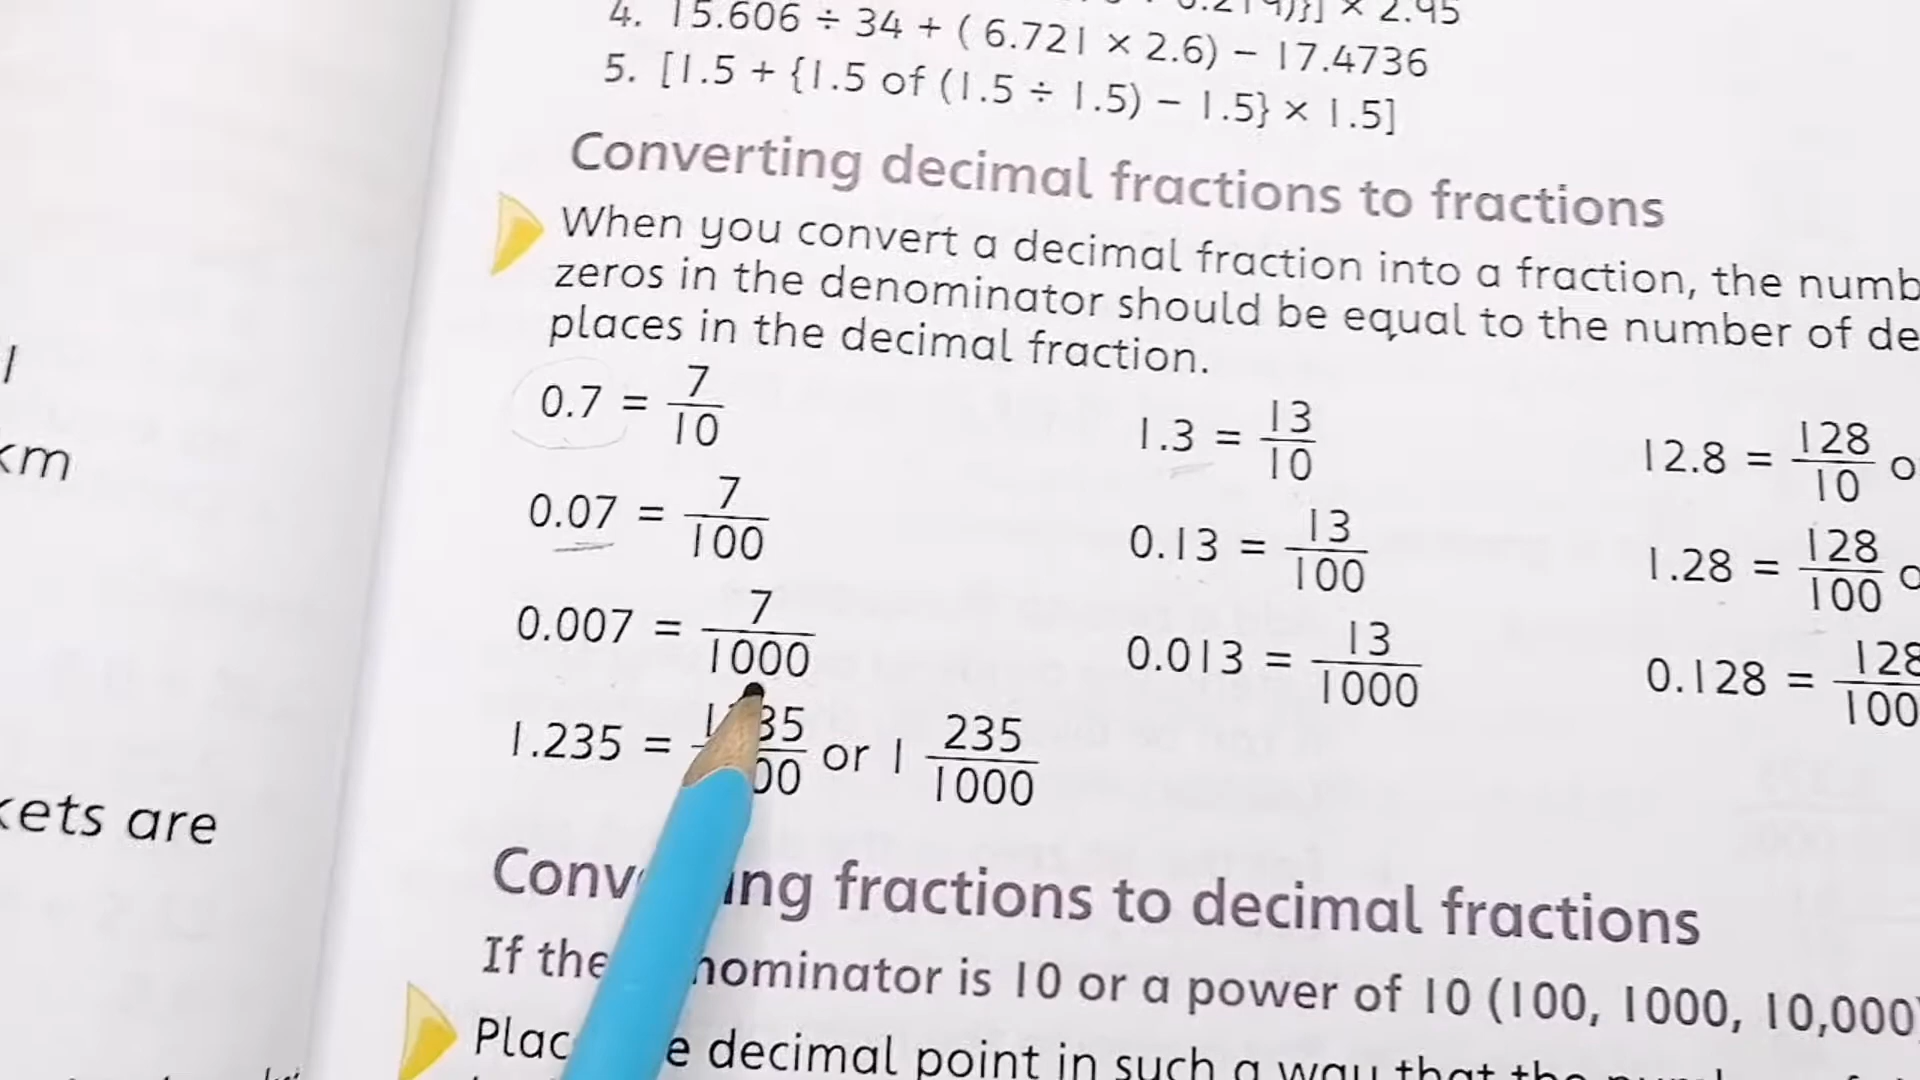 4. 15.606 ÷ 34 + ( 6.721 × 2.6) – 17.4736
5. [1.5 + {1.5 of (1.5 ÷ 1.5) – 1.5} × 1.5]
Converting decimal fractions to fractions
When you convert a decimal fraction into a fraction, the numb
zeros in the denominator should be equal to the number of de
places in the decimal fraction.
0.7 = 7/10 1.3 = 13/10 12.8 = 128/10 o
0.07 = 7/100 0.13 = 13/100 1.28 = 128/100 o
0.007 = 7/1000 0.013 = 13/1000 0.128 = 128/100
1.235 = or 1 235/1000
km
kets are
Converting fractions to decimal fractions
If the denominator is 10 or a power of 10 (100, 1000, 10,000)
decimal point in such a way that the